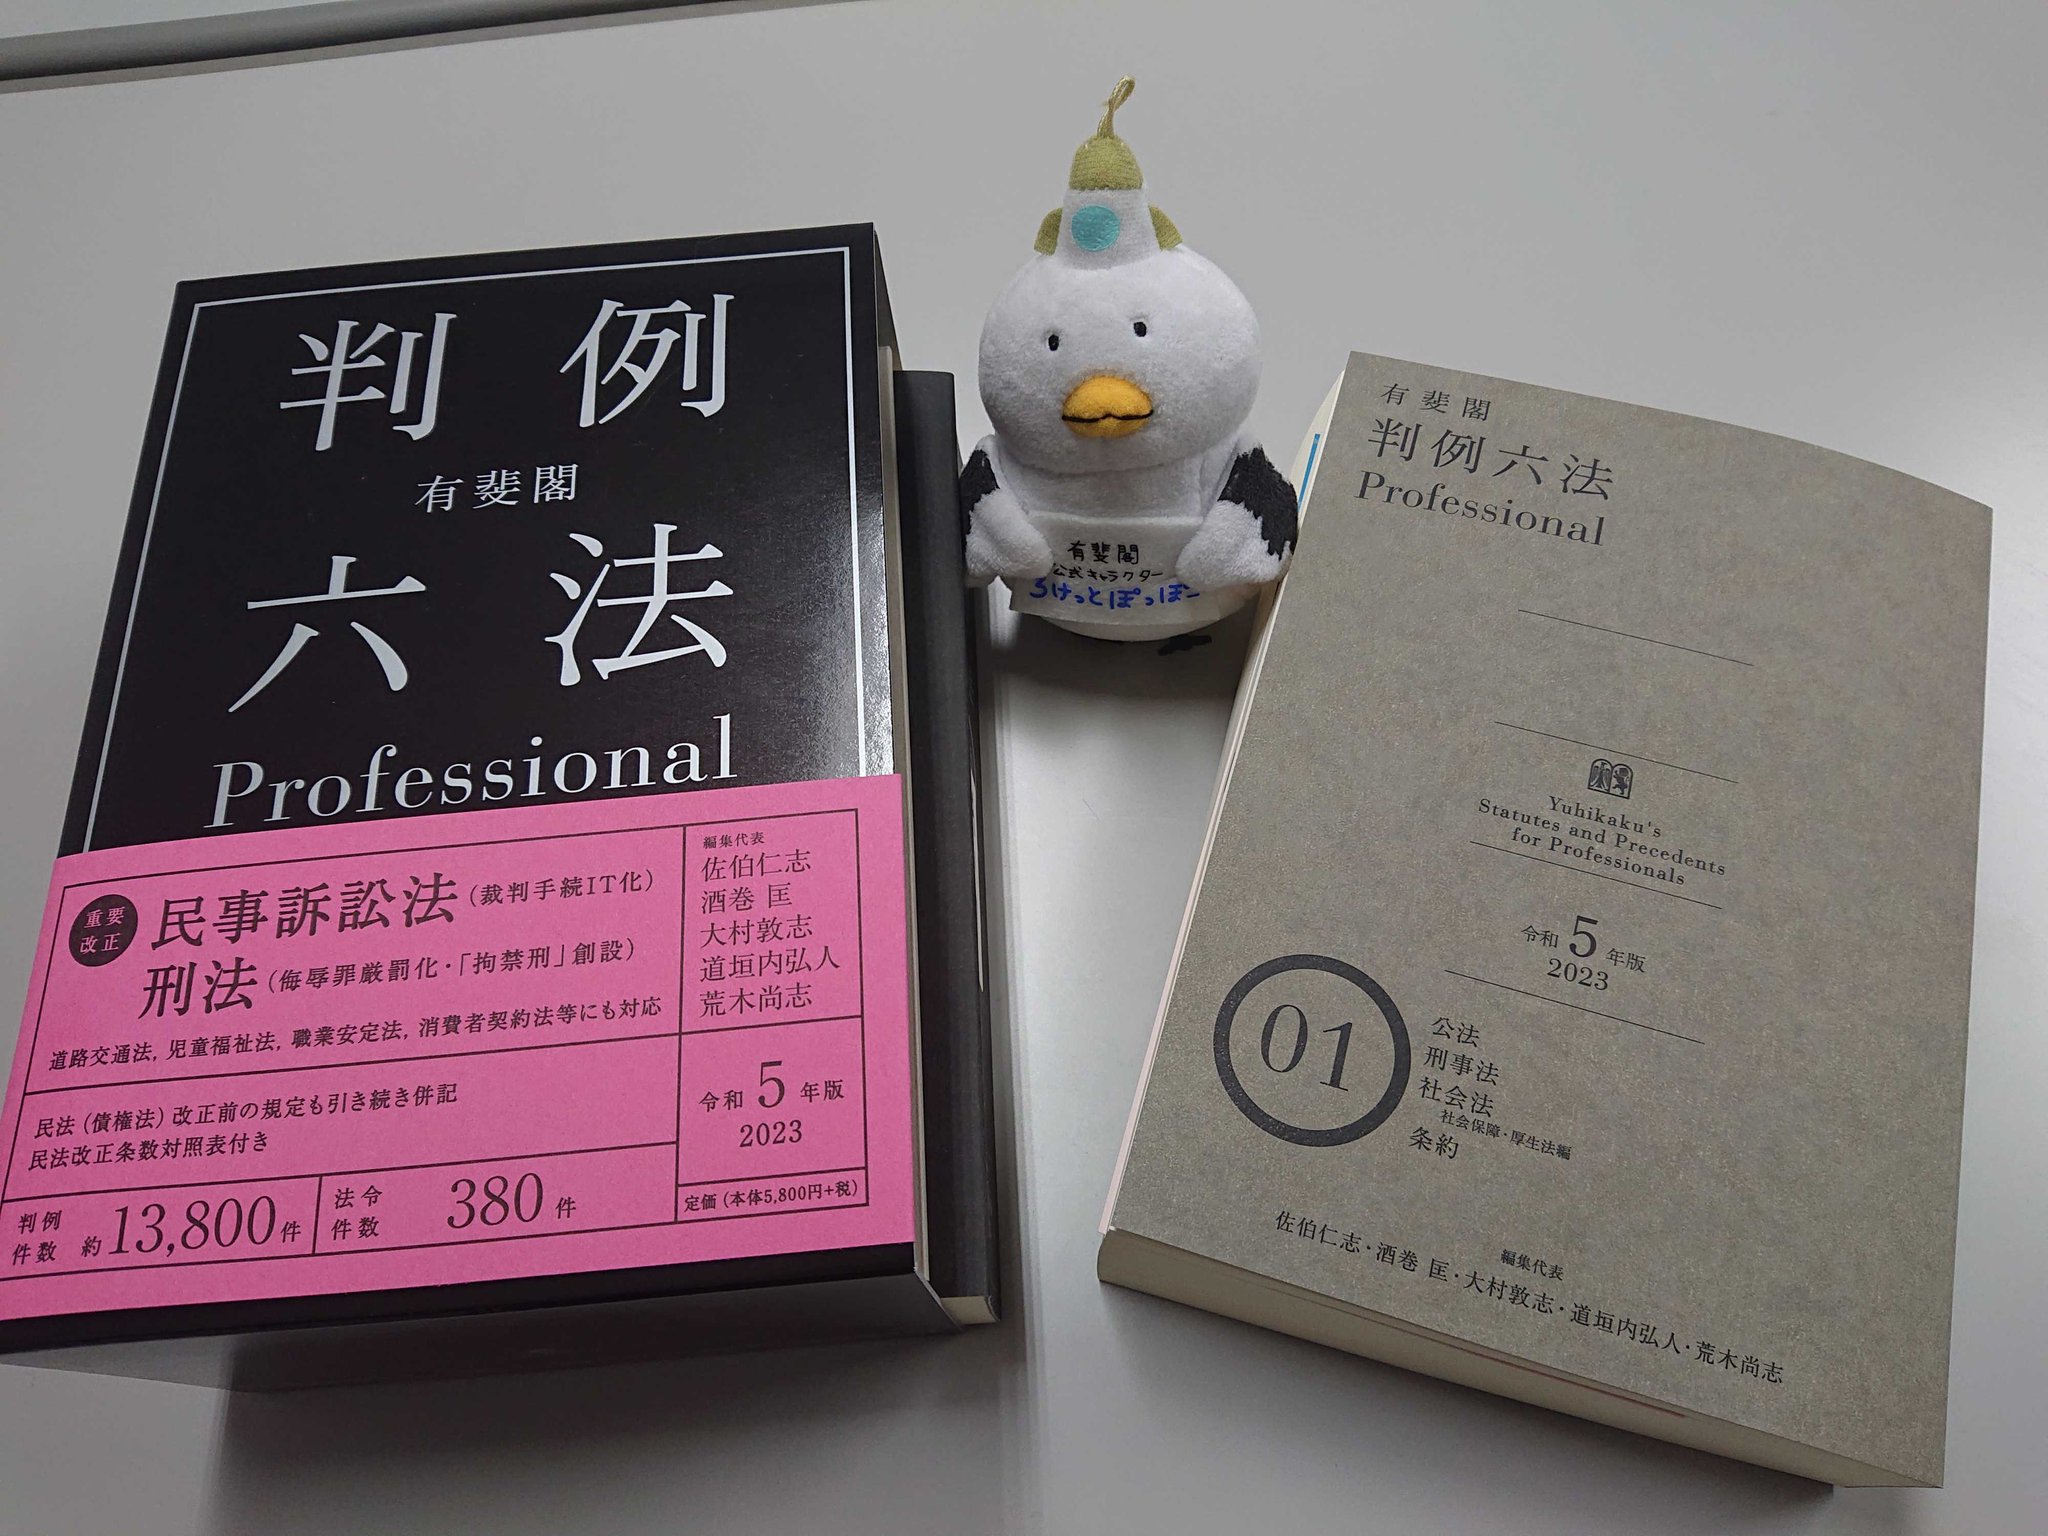 判例
有斐閣
六法
Professional
重要
改正
民事訴訟法(裁判手続IT化)
刑法(侮辱罪厳罰化・「拘禁刑」創設)
道路交通法, 児童福祉法, 職業安定法, 消費者契約法等にも対応
民法(債権法)改正前の規定も引き続き併記
民法改正条数対照表付き
判例
件数 約13,800件
法令
件数 380件
編集代表
佐伯仁志
酒巻 匡
大村敦志
道垣内弘人
荒木尚志
令和5年版
2023
定価(本体5,800円+税)
有斐閣
公式キャラクター
ろけっとぽっぽー
有斐閣
判例六法
Professional
Yuhikaku's
Statutes and Precedents
for Professionals
令和5年版
2023
01
公法
刑事法
社会法
社会保障・厚生法編
条約
編集代表
佐伯仁志・酒巻 匡・大村敦志・道垣内弘人・荒木尚志